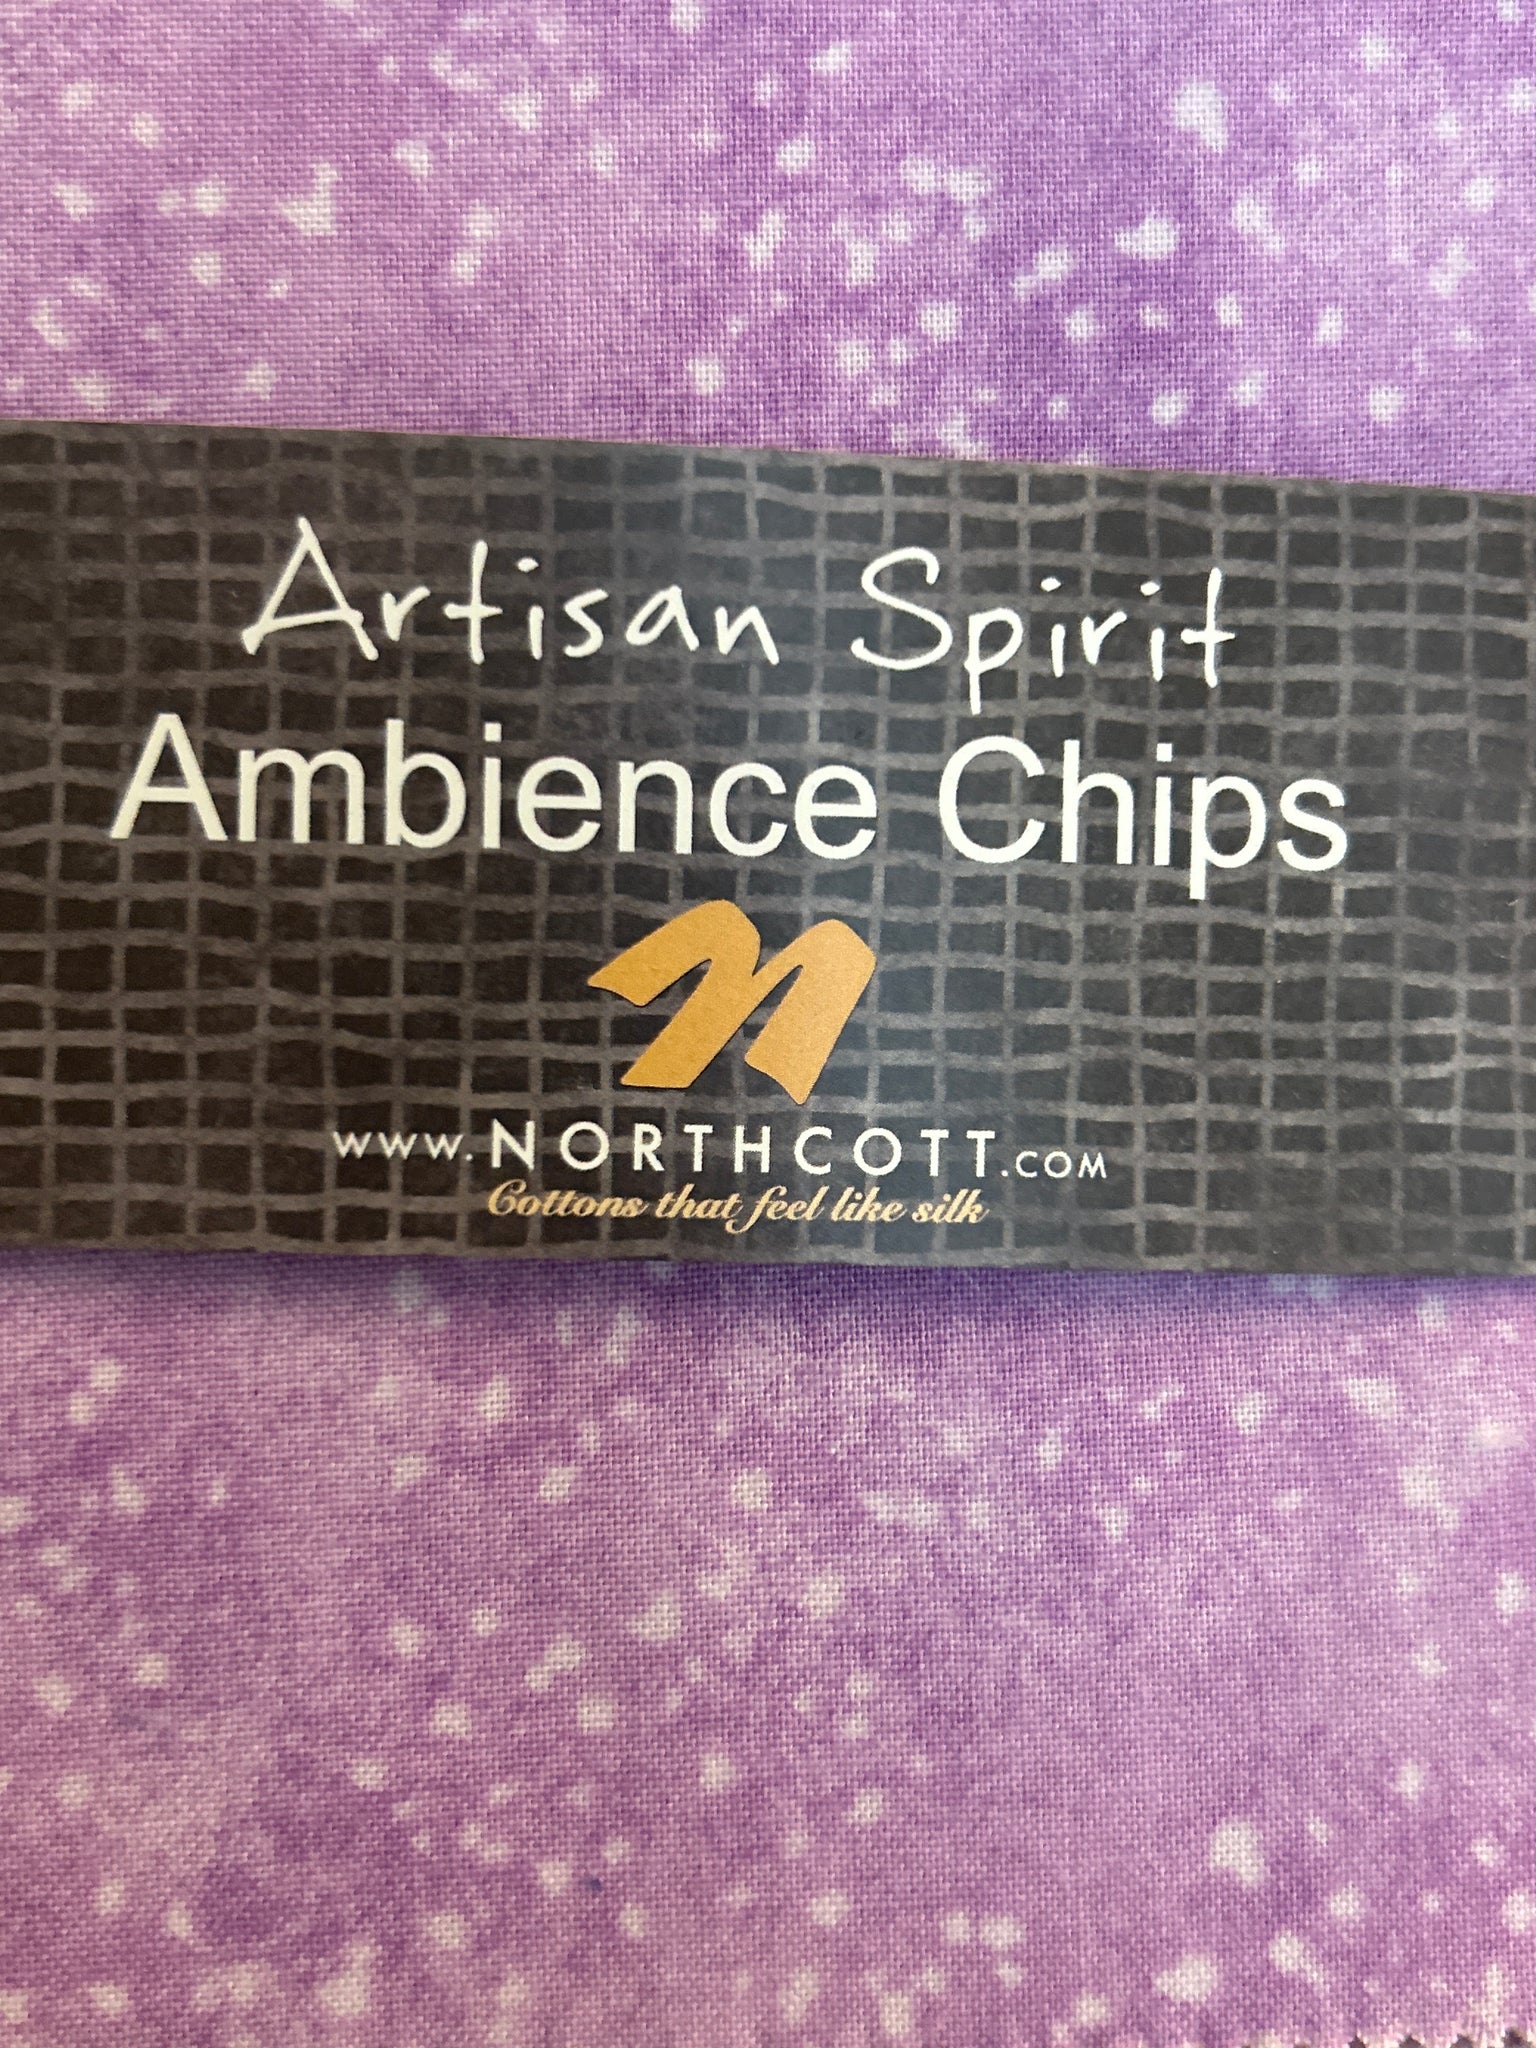 Artisan Spirit
Ambience Chips
www.NORTHCOTT.COM
Cottons that feel like silk